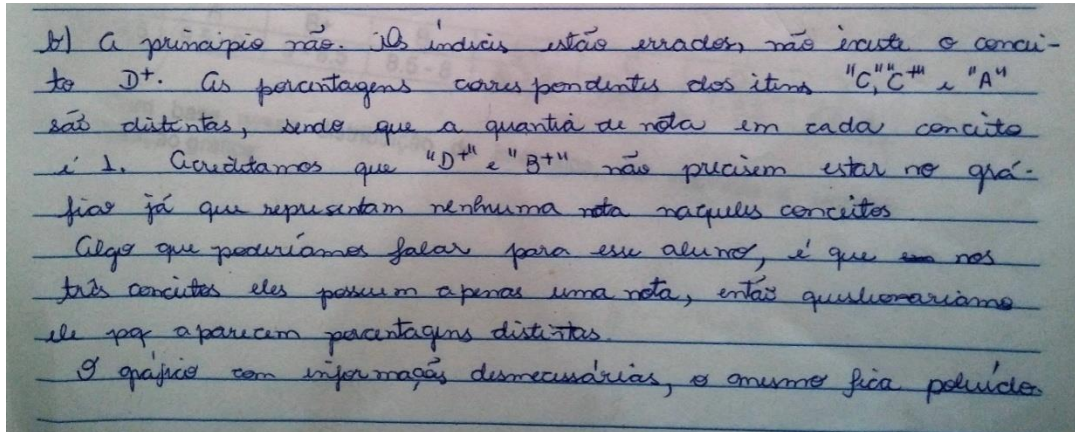 b) A principio não. Os indícis estão errados, não existe o concei-
to D+. As porcentagens correspondentes dos itens "C", "C+" e "A"
são distintas, sendo que a quantia de nota em cada conceito
é 1. Acreditamos que "D+" e "B+" não precisem estar no grá-
fico já que representam nenhuma nota naqueles conceitos
Algo que poderíamos falar para esse aluno, é que nos
três conceitos eles possuem apenas uma nota, então questionariamo
ele pq aparecem porcentagens distintas.
O gráfico com informações desnecessárias, o mesmo fica poluído